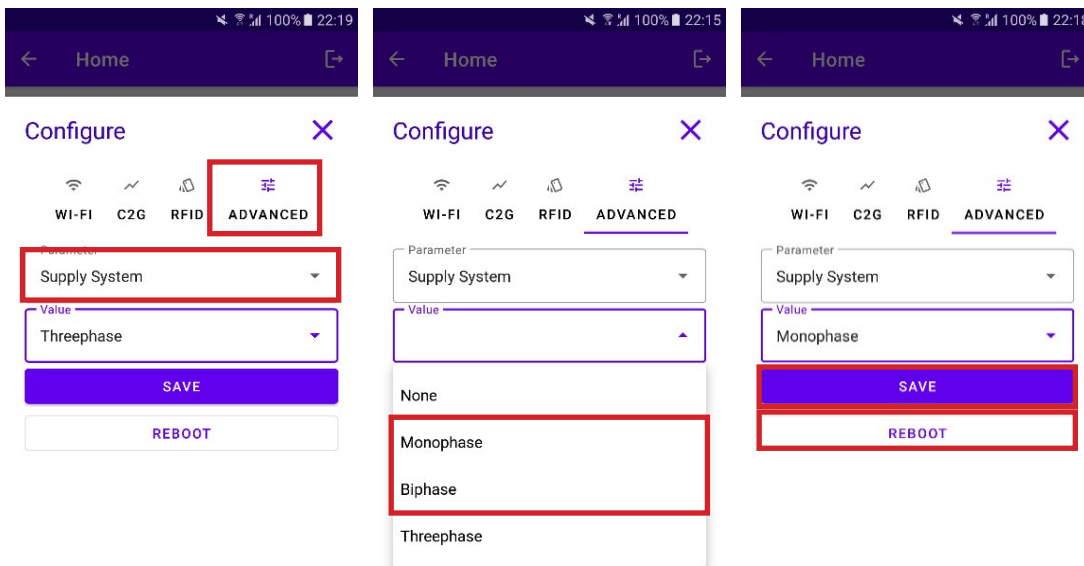 100% 22:19
Home
Configure
WI-FI C2G RFID ADVANCED
Parameter
Supply System
Value
Threephase
SAVE
REBOOT
100% 22:15
Home
Configure
WI-FI C2G RFID ADVANCED
Parameter
Supply System
Value
None
Monophase
Biphase
Threephase
100% 22:18
Home
Configure
WI-FI C2G RFID ADVANCED
Parameter
Supply System
Value
Monophase
SAVE
REBOOT